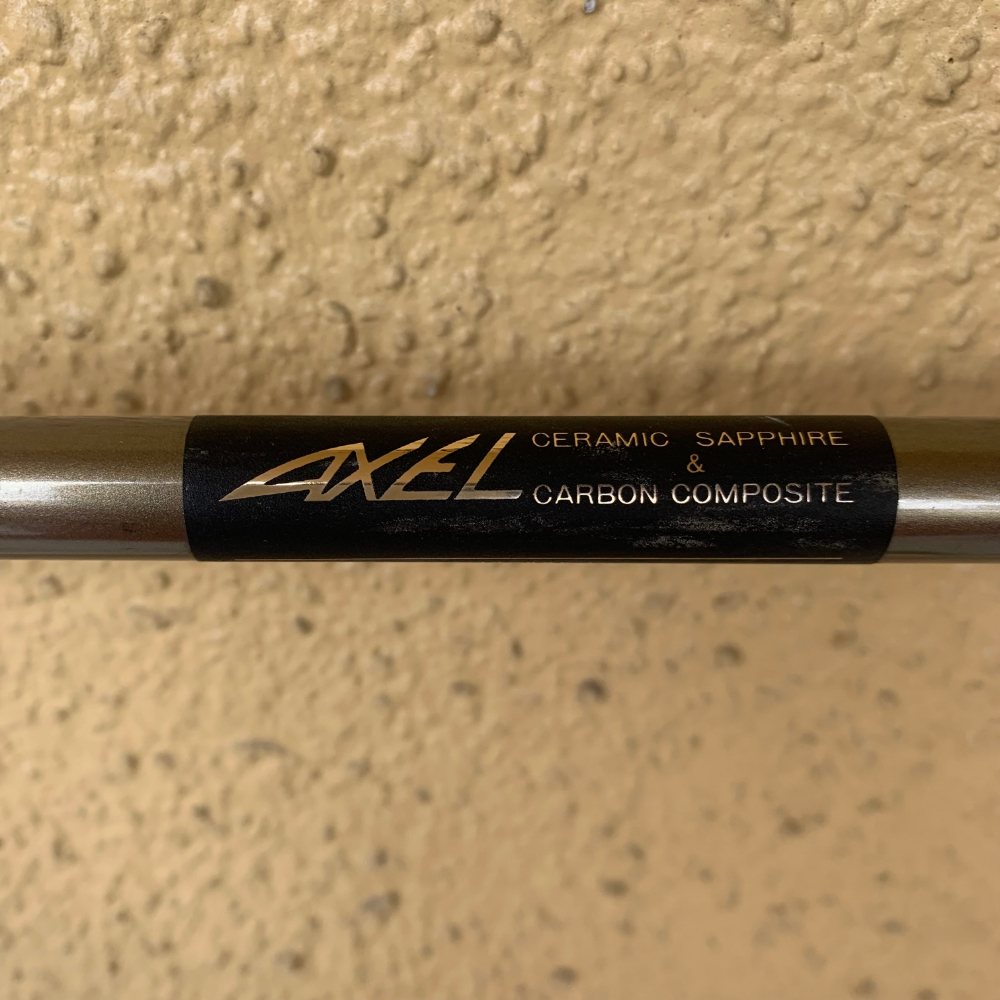 AXEL
CERAMIC SAPPHIRE
&
CARBON COMPOSITE